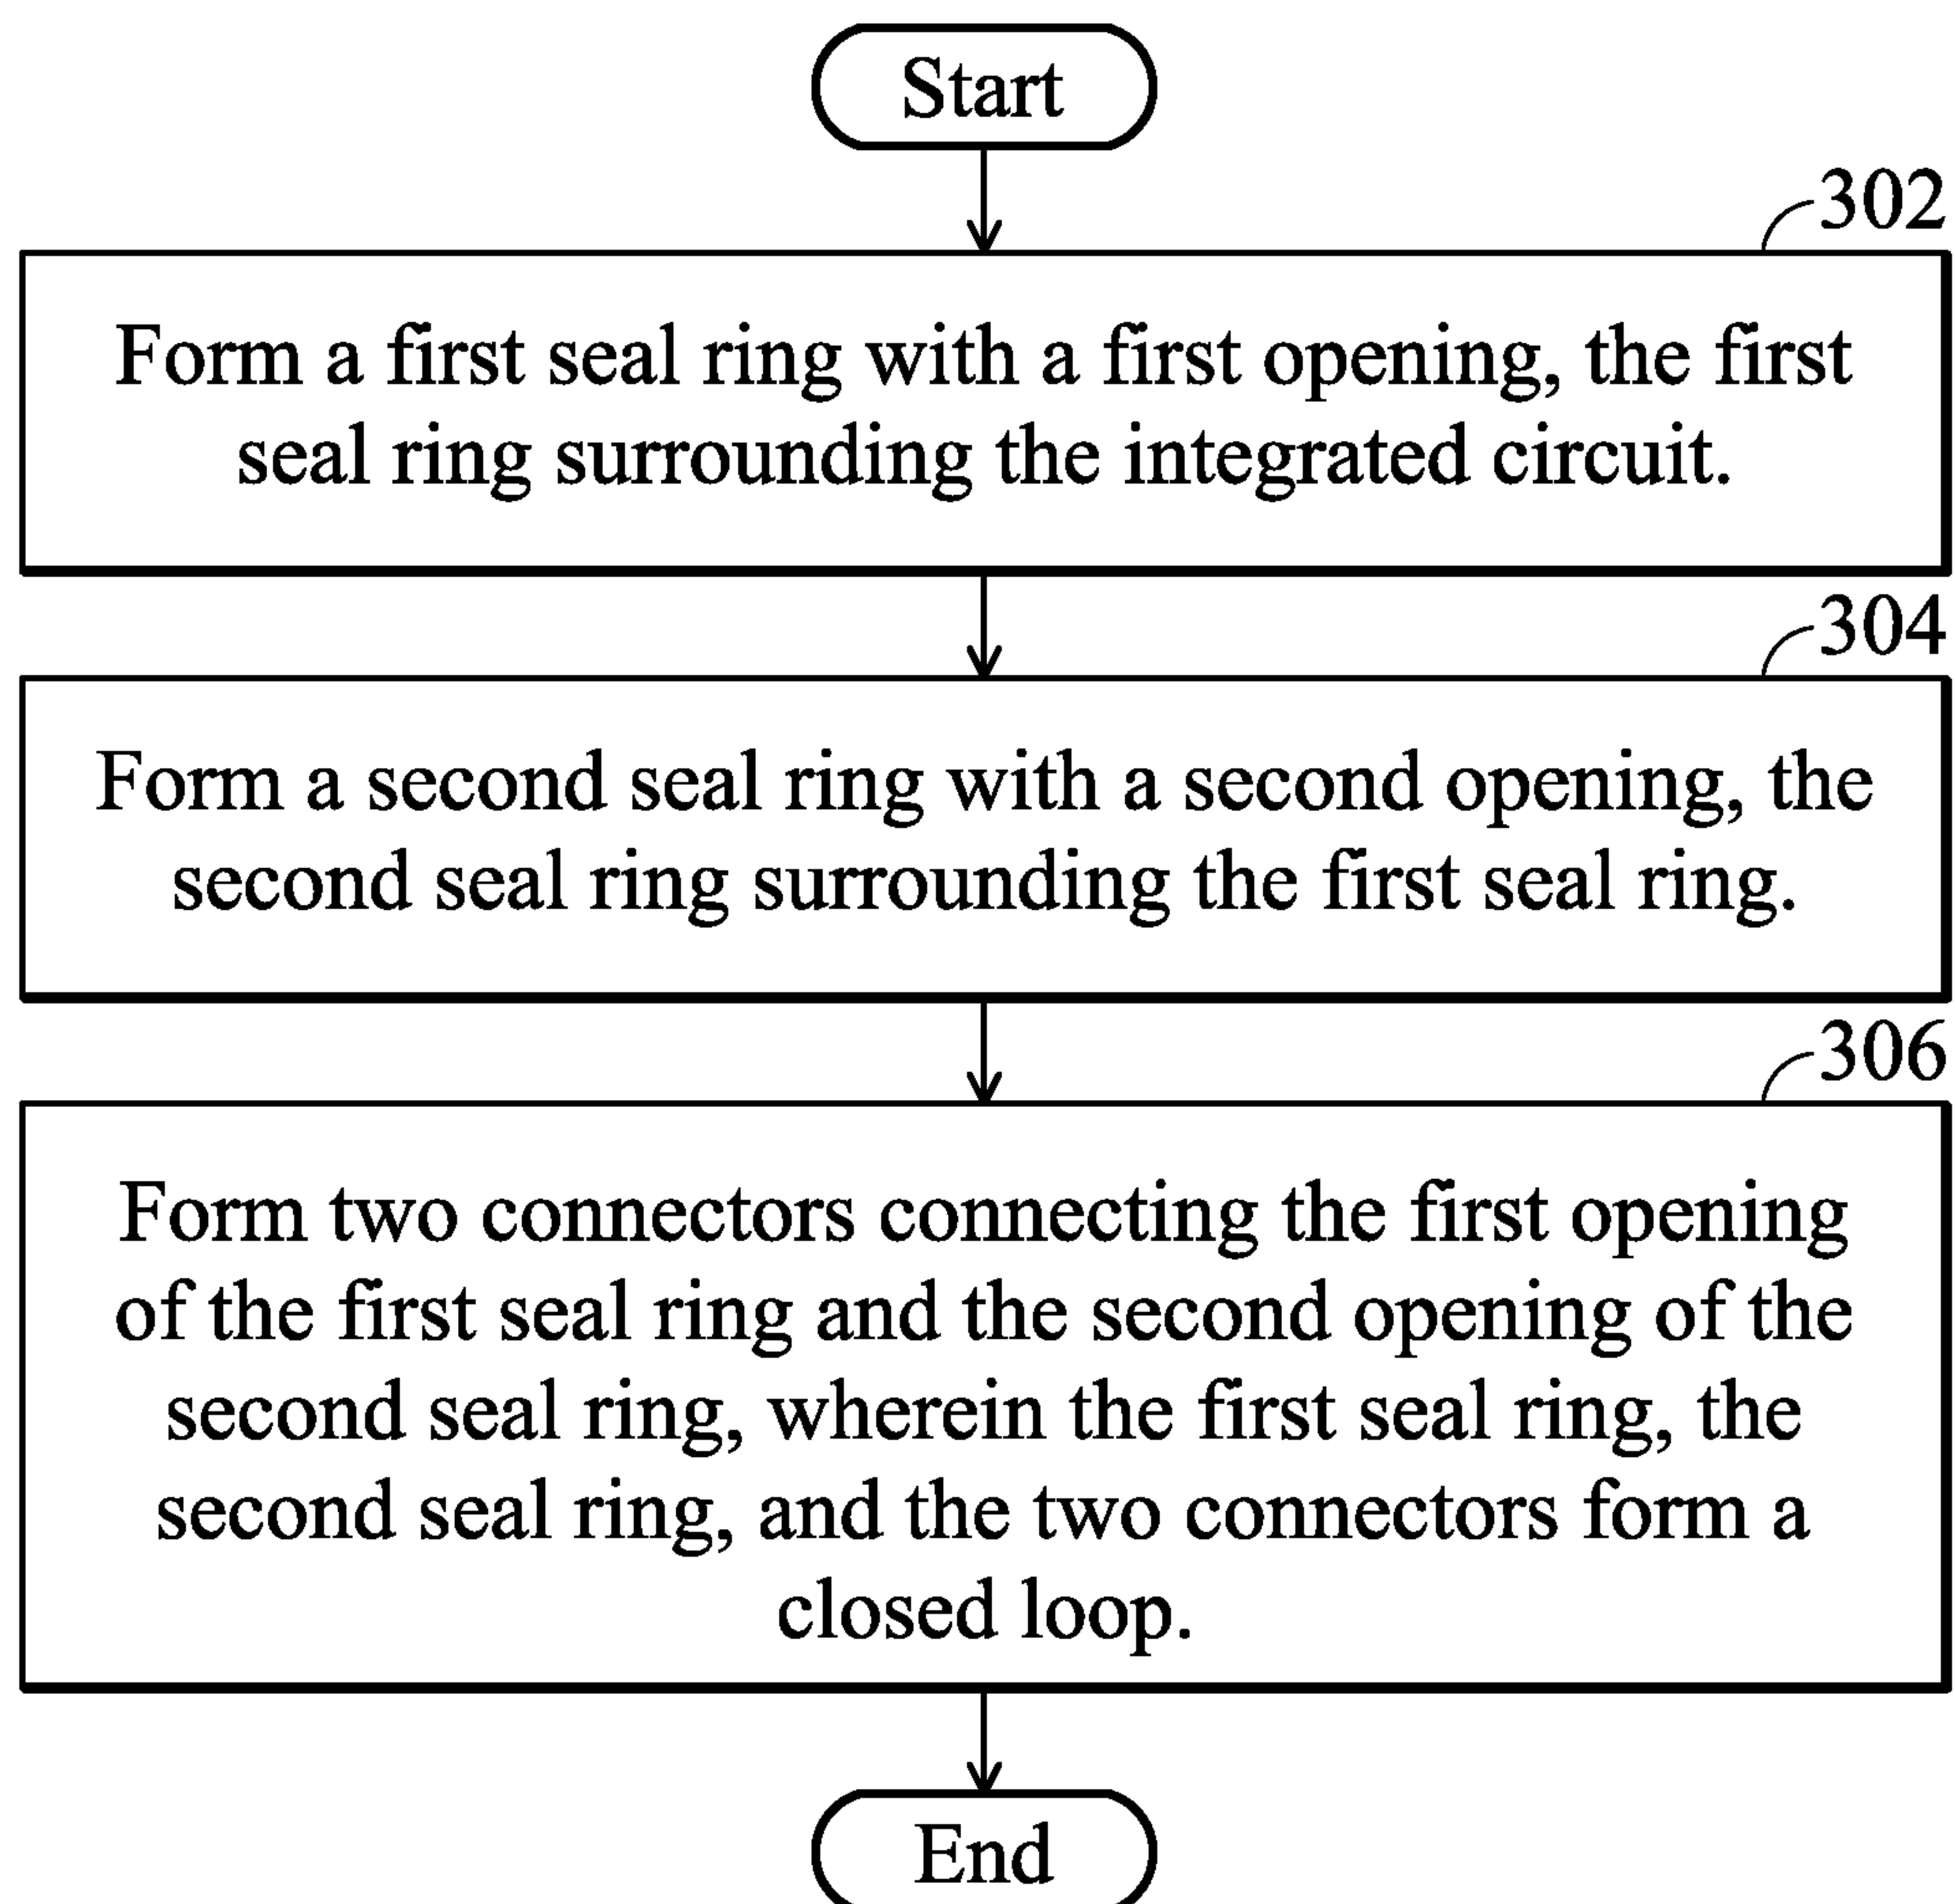 Start
302
Form a first seal ring with a first opening, the first
seal ring surrounding the integrated circuit.
304
Form a second seal ring with a second opening, the
second seal ring surrounding the first seal ring.
306
Form two connectors connecting the first opening
of the first seal ring and the second opening of the
second seal ring, wherein the first seal ring, the
second seal ring, and the two connectors form a
closed loop.
End